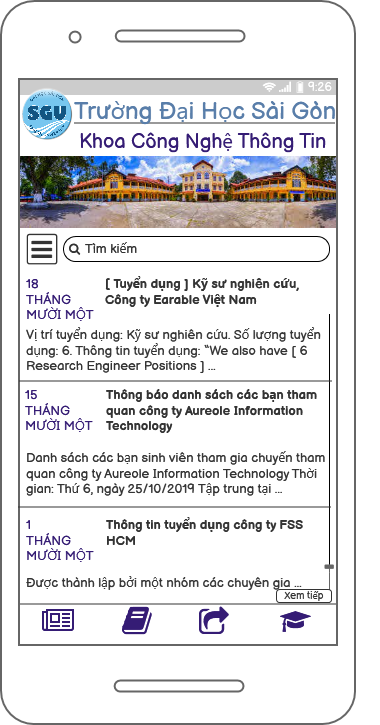 9:26
SGU
Trường Đại Học Sài Gòn
Khoa Công Nghệ Thông Tin
Tìm kiếm
18
THÁNG
MƯỜI MỘT
[ Tuyển dụng ] Kỹ sư nghiên cứu,
Công ty Earable Việt Nam
Vị trí tuyển dụng: Kỹ sư nghiên cứu. Số lượng tuyển
dụng: 6. Thông tin tuyển dụng: “We also have [ 6
Research Engineer Positions ] ...
15
THÁNG
MƯỜI MỘT
Thông báo danh sách các bạn tham
quan công ty Aureole Information
Technology
Danh sách các bạn sinh viên tham gia chuyến tham
quan công ty Aureole Information Technology Thời
gian: Thứ 6, ngày 25/10/2019 Tập trung tại ...
1
THÁNG
MƯỜI MỘT
Thông tin tuyển dụng công ty FSS
HCM
Được thành lập bởi một nhóm các chuyên gia ...
Xem tiếp